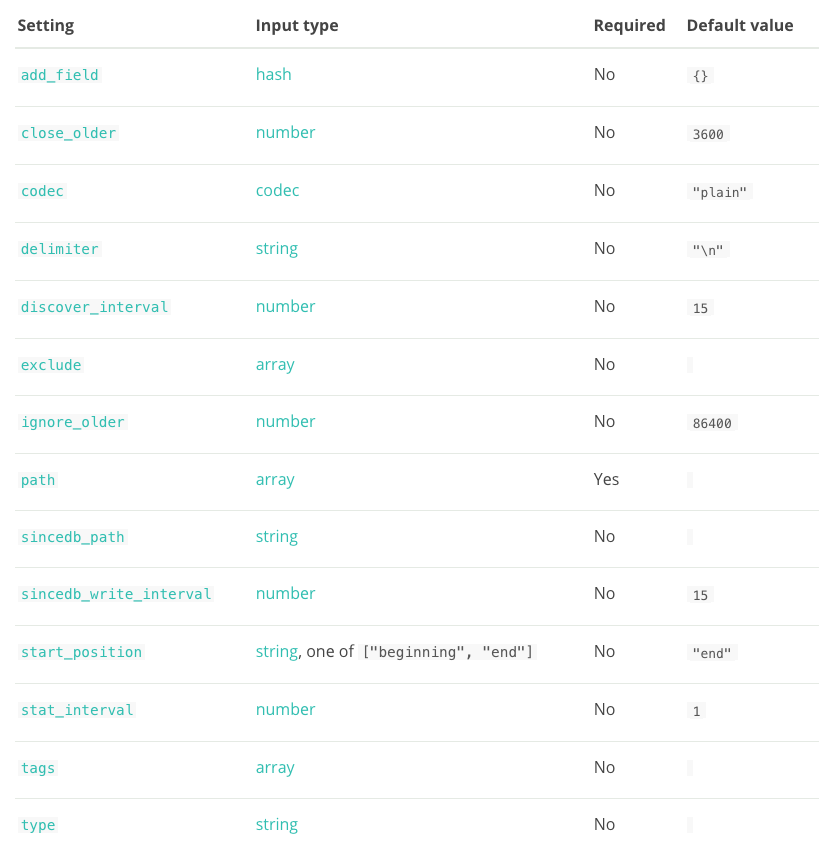 Setting Input type Required Default value
add_field hash No {}
close_older number No 3600
codec codec No "plain"
delimiter string No "\n"
discover_interval number No 15
exclude array No
ignore_older number No 86400
path array Yes
sincedb_path string No
sincedb_write_interval number No 15
start_position string, one of ["beginning", "end"] No "end"
stat_interval number No 1
tags array No
type string No